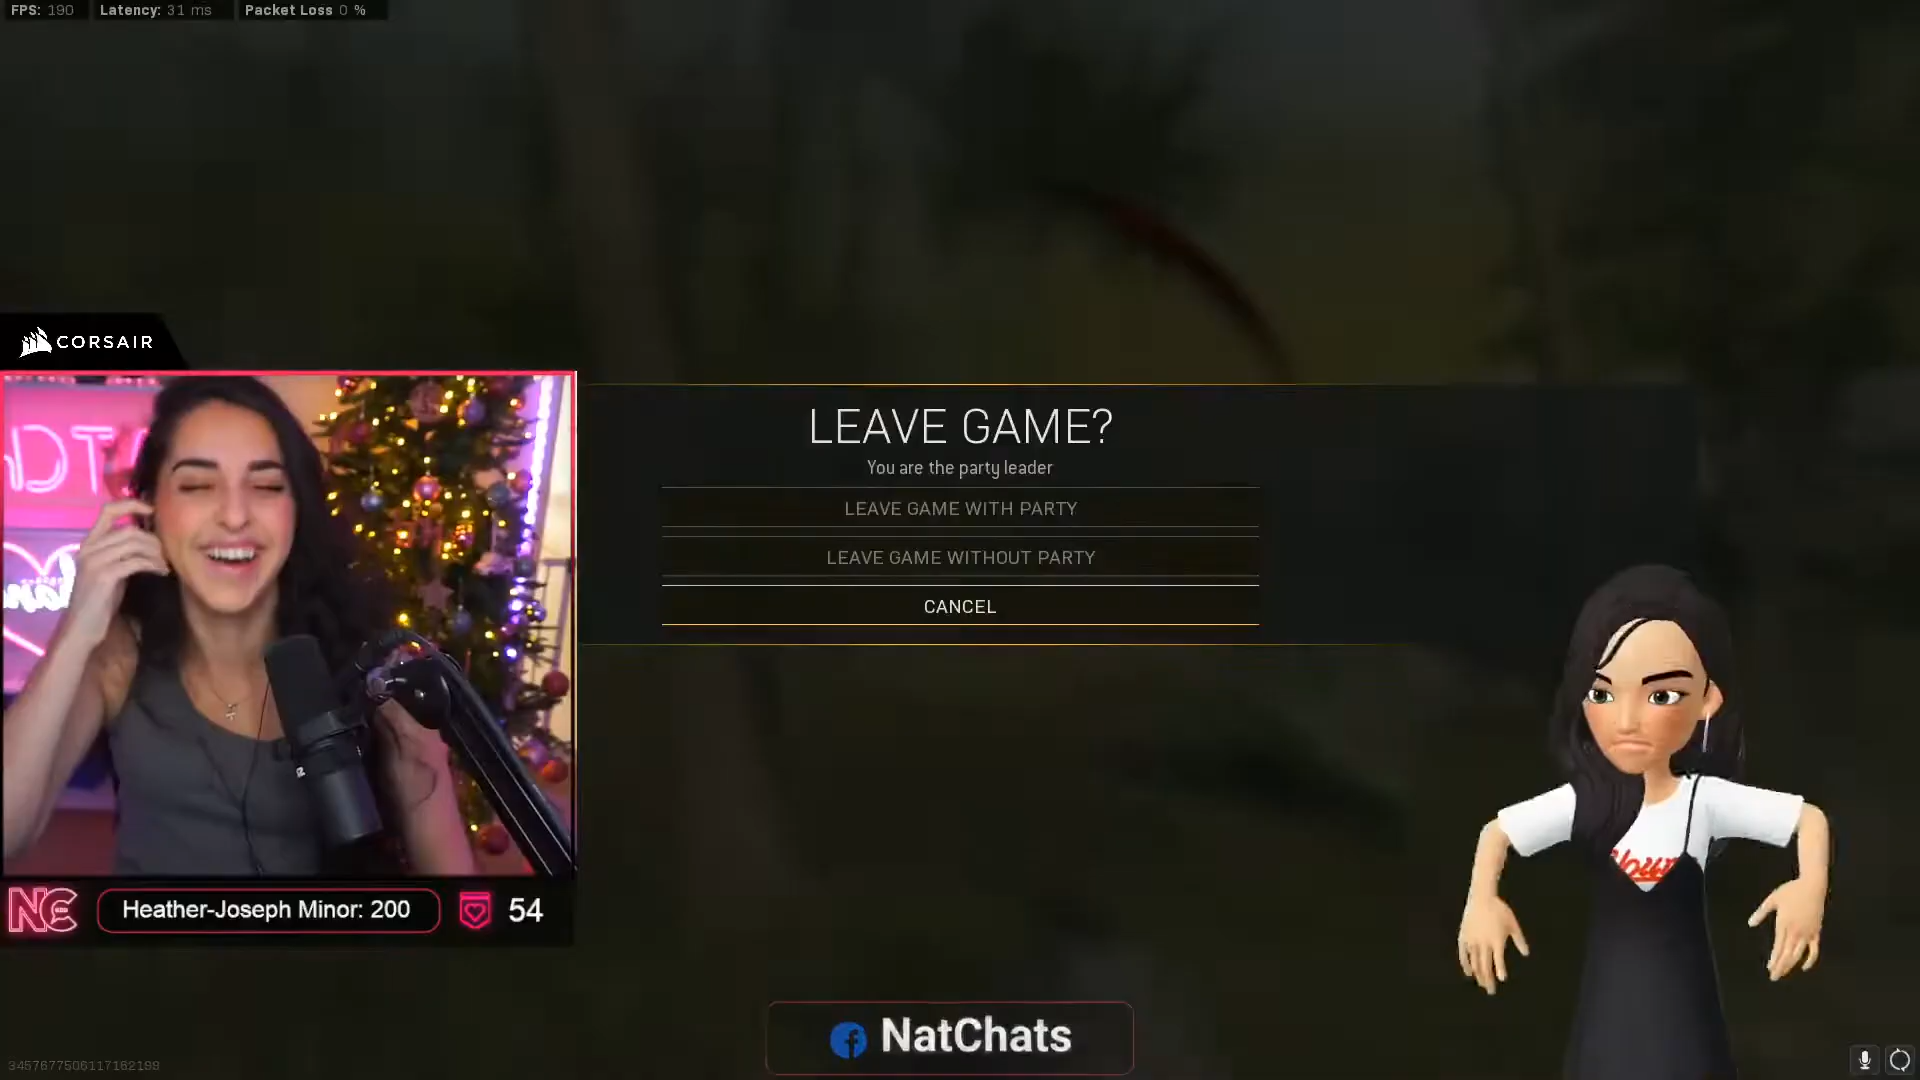 FPS: 190 Latency: 31 ms Packet Loss 0 %
CORSAIR
LEAVE GAME?
You are the party leader
LEAVE GAME WITH PARTY
LEAVE GAME WITHOUT PARTY
CANCEL
NC Heather-Joseph Minor: 200 54
NatChats